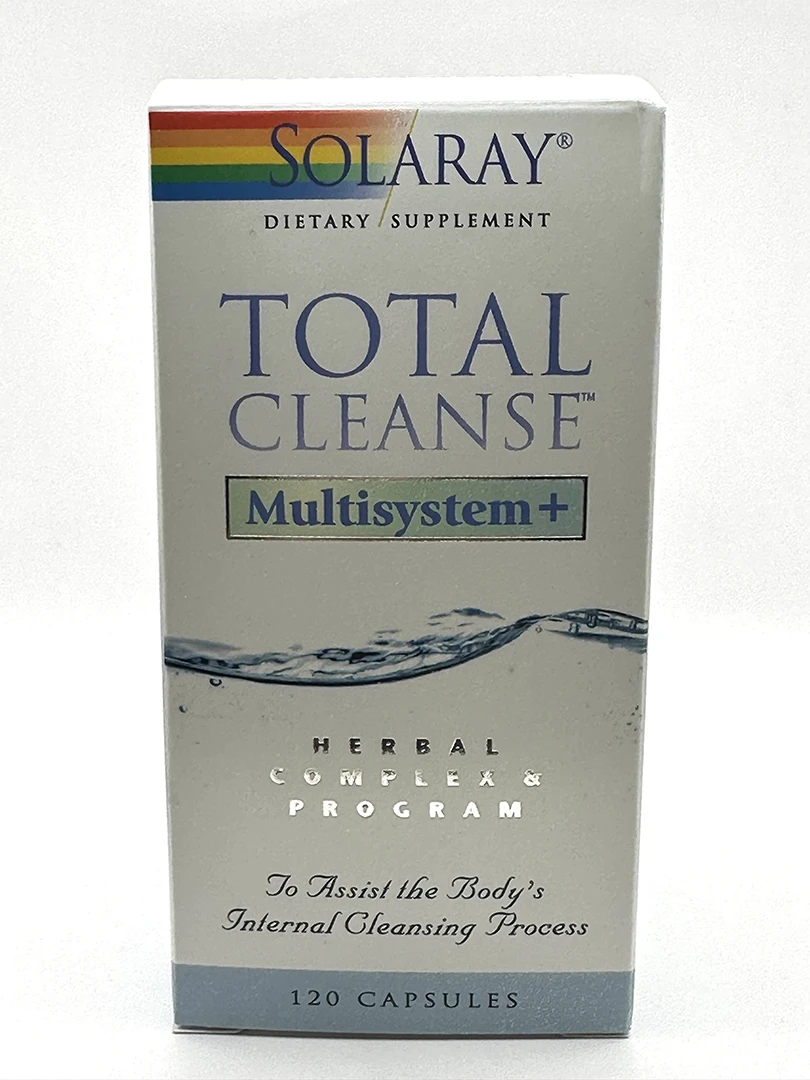 SOLARAY®
DIETARY SUPPLEMENT
TOTAL
CLEANSE™
Multisystem+
HERBAL
COMPLEX &
PROGRAM
To Assist the Body's
Internal Cleansing Process
120 CAPSULES